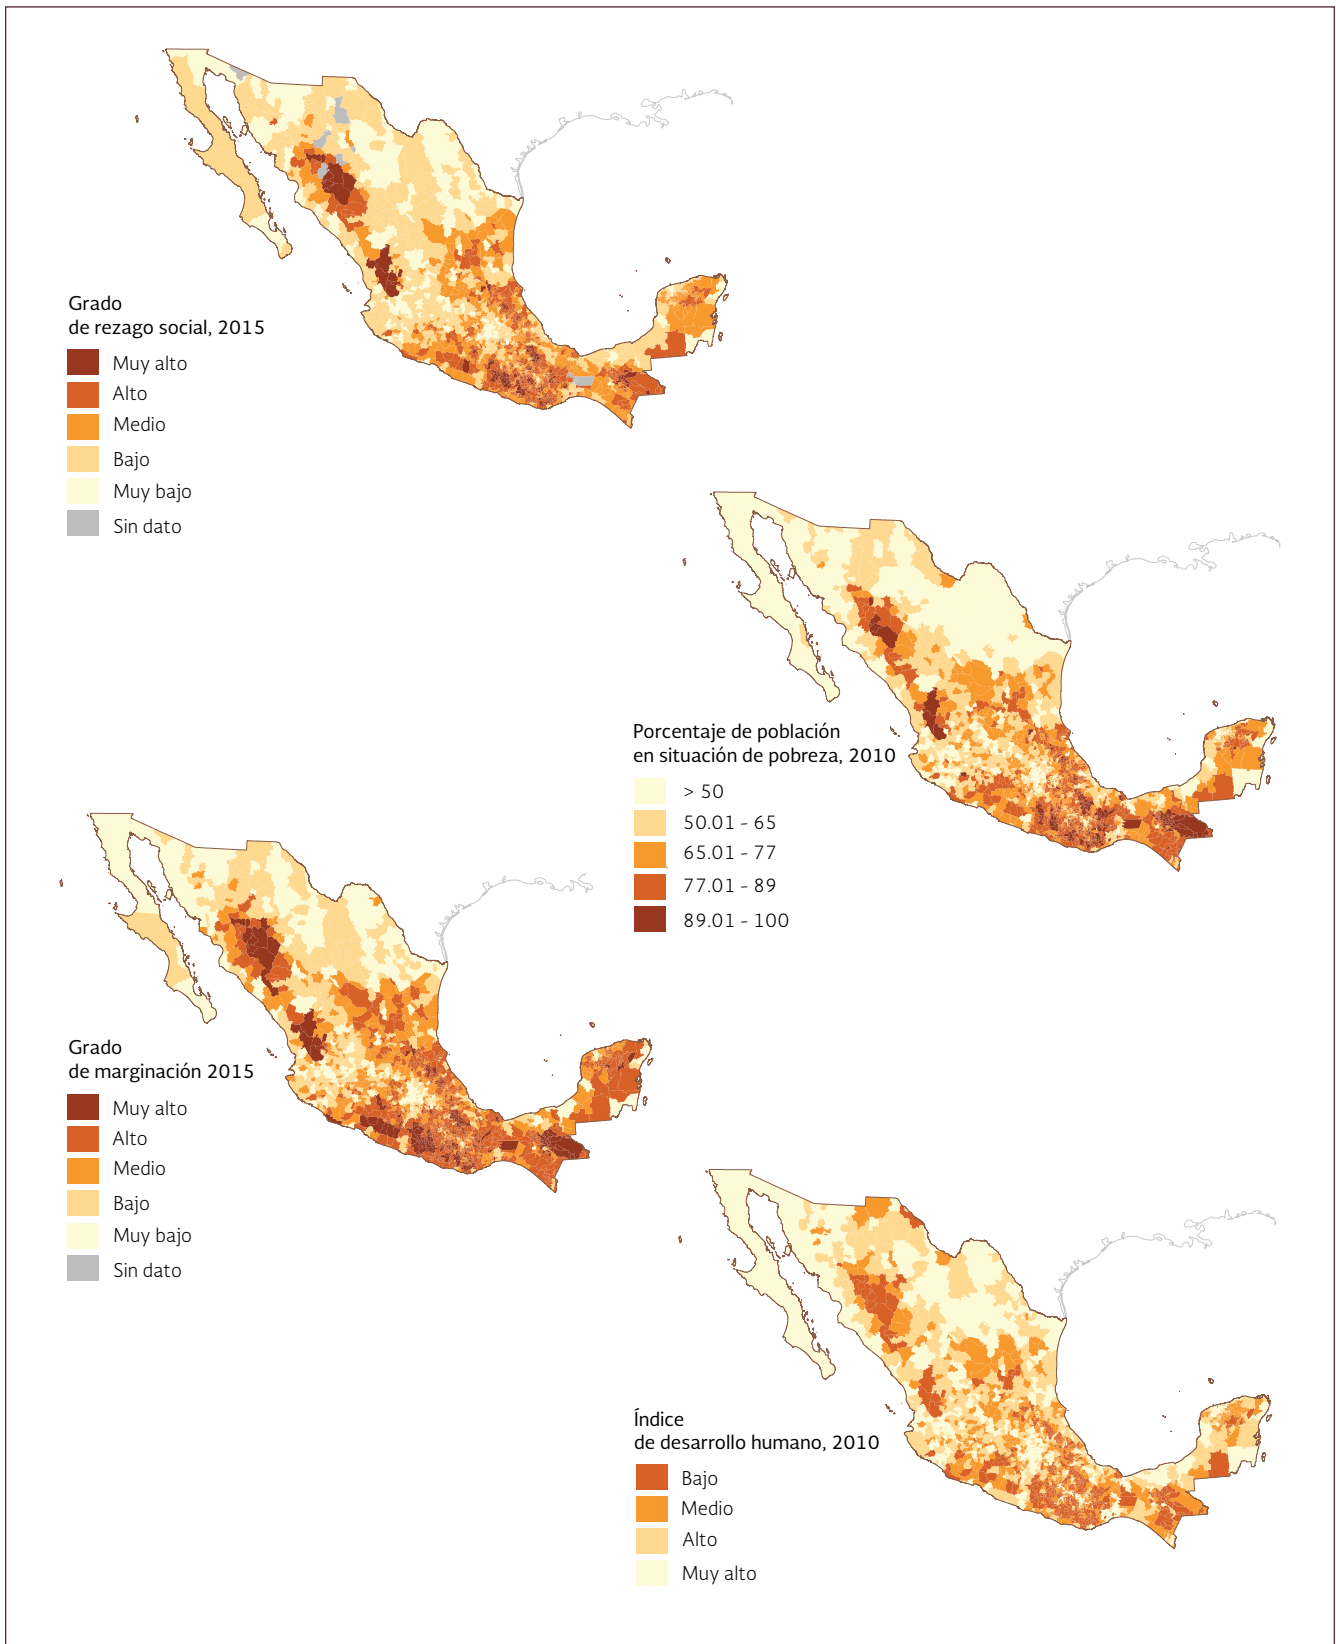 Grado
de rezago social, 2015
Muy alto
Alto
Medio
Bajo
Muy bajo
Sin dato
Porcentaje de población
en situación de pobreza, 2010
> 50
50.01 - 65
65.01 - 77
77.01 - 89
89.01 - 100
Grado
de marginación 2015
Muy alto
Alto
Medio
Bajo
Muy bajo
Sin dato
Índice
de desarrollo humano, 2010
Bajo
Medio
Alto
Muy alto